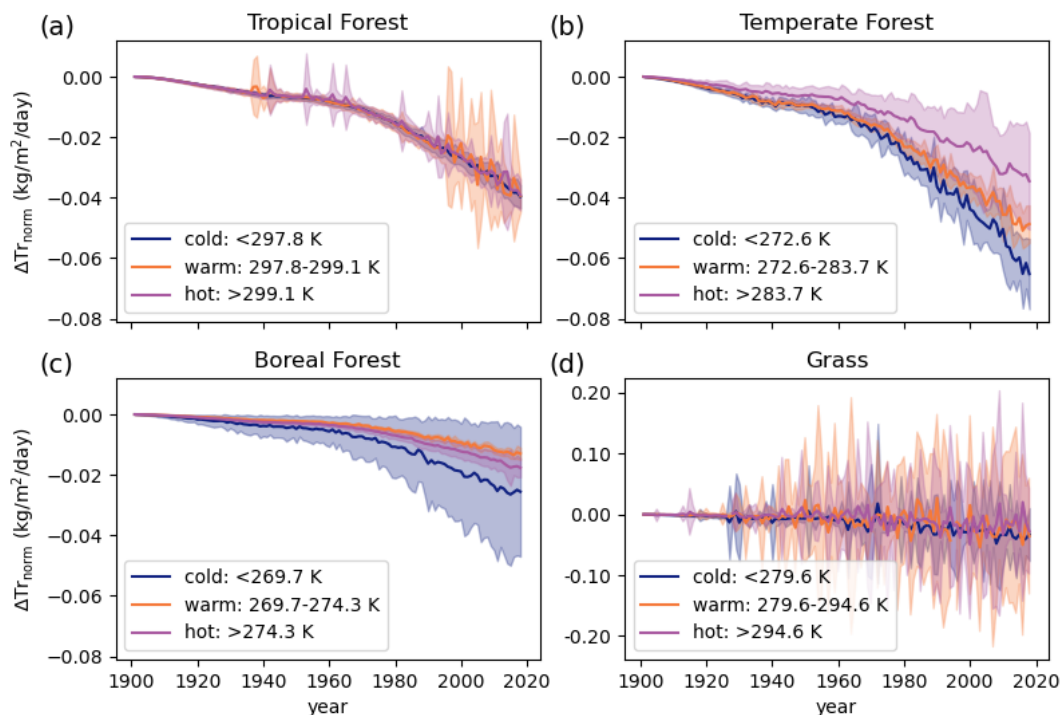 (a) Tropical Forest
0.00
−0.02
−0.04
−0.06
−0.08
ΔTr_norm (kg/m²/day)
cold: <297.8 K
warm: 297.8-299.1 K
hot: >299.1 K
(b) Temperate Forest
0.00
−0.02
−0.04
−0.06
−0.08
cold: <272.6 K
warm: 272.6-283.7 K
hot: >283.7 K
(c) Boreal Forest
0.00
−0.02
−0.04
−0.06
−0.08
ΔTr_norm (kg/m²/day)
cold: <269.7 K
warm: 269.7-274.3 K
hot: >274.3 K
1900 1920 1940 1960 1980 2000 2020
year
(d) Grass
0.20
0.10
0.00
-0.10
-0.20
cold: <279.6 K
warm: 279.6-294.6 K
hot: >294.6 K
1900 1920 1940 1960 1980 2000 2020
year